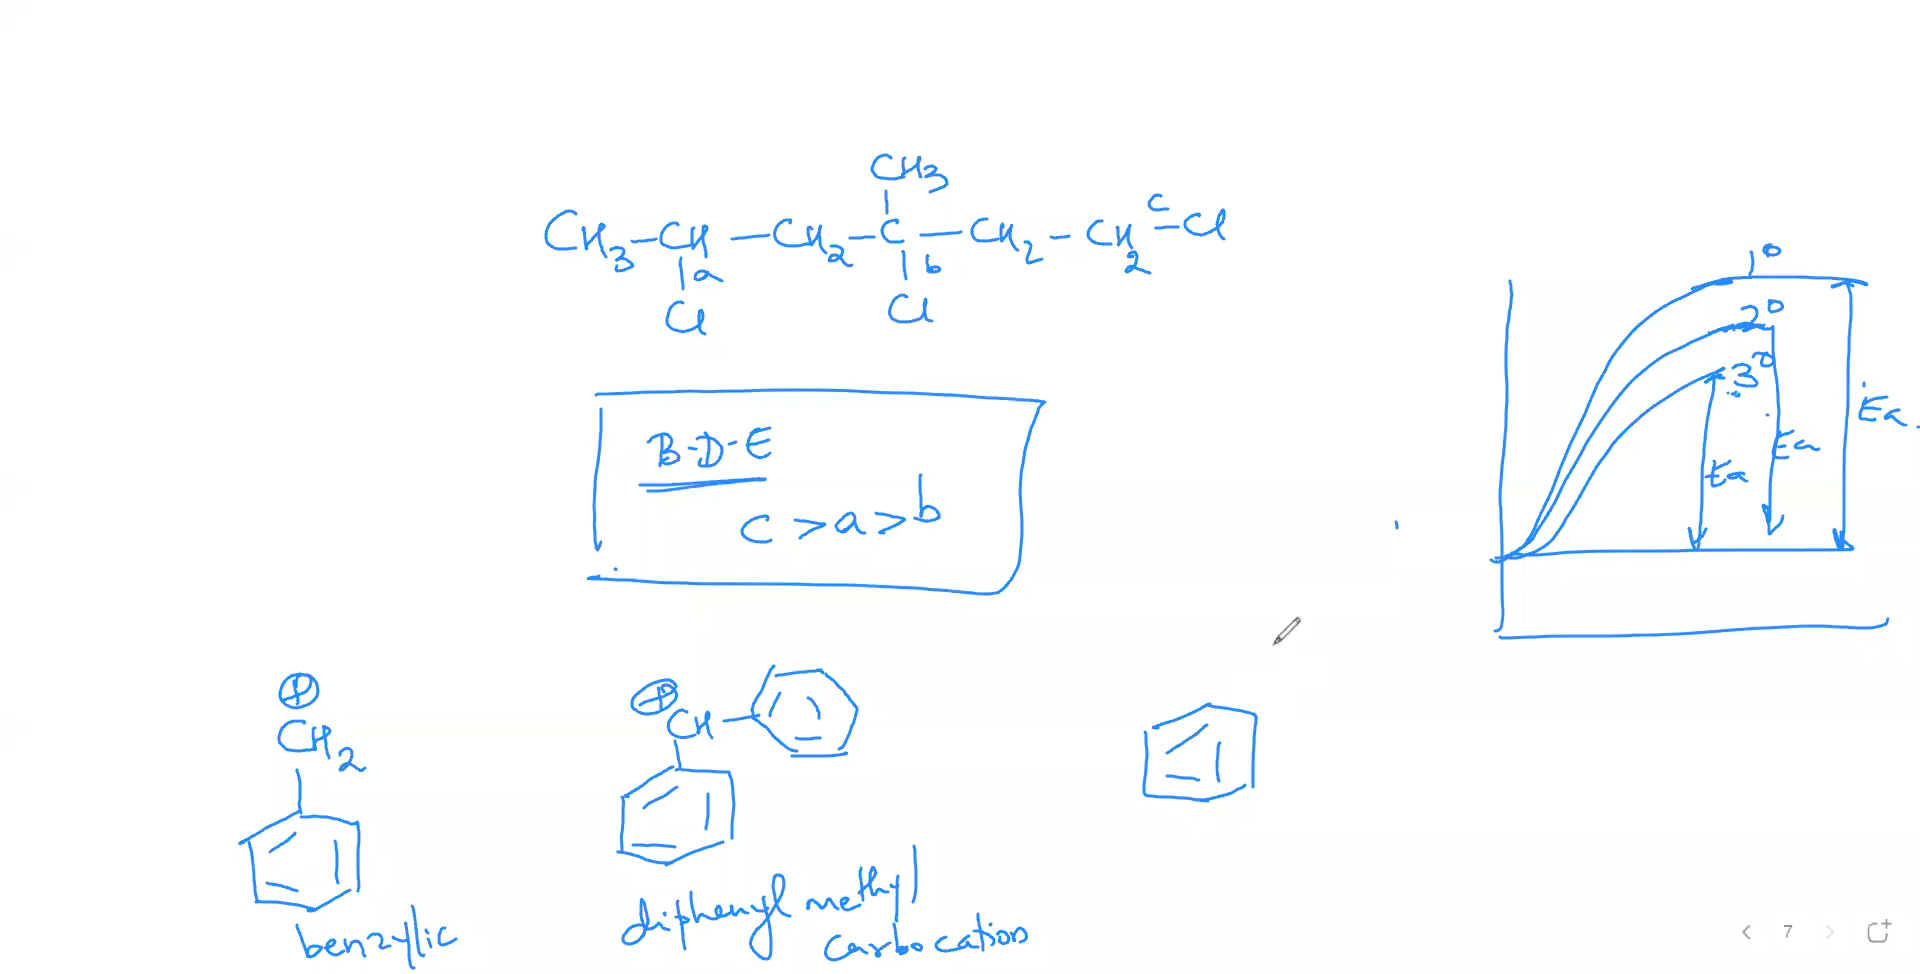 CH3
CH3-CH-CH2-C-CH2-CH2-Cl
a b c
Cl Cl
B-D-E
c > a > b
1°
2°
3°
Ea
Ea
Ea
⊕
CH2
benzylic
⊕
CH
diphenyl methyl
carbocation
7